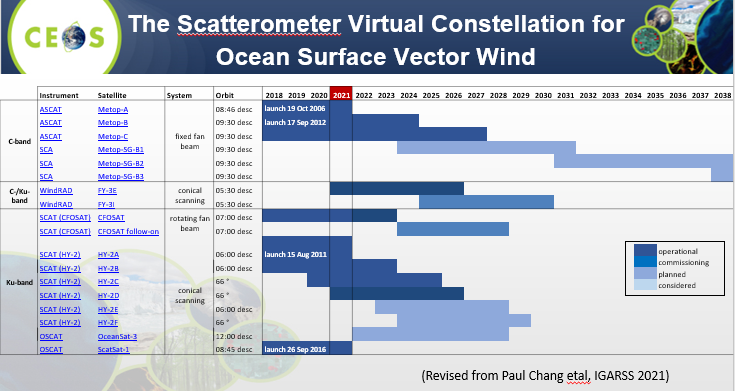 CEOS
The Scatterometer Virtual Constellation for
Ocean Surface Vector Wind
Instrument Satellite System Orbit 2018 2019 2020 2021 2022 2023 2024 2025 2026 2027 2028 2029 2030 2031 2032 2033 2034 2035 2036 2037 2038
C-band
fixed fan beam
ASCAT Metop-A 08:46 desc launch 19 Oct 2006
ASCAT Metop-B 09:30 desc launch 17 Sep 2012
ASCAT Metop-C 09:30 desc
SCA Metop-SG-B1 09:30 desc
SCA Metop-SG-B2 09:30 desc
SCA Metop-SG-B3 09:30 desc
C-/Ku-band
conical scanning
WindRAD FY-3E 05:30 desc
WindRAD FY-3I 05:30 desc
Ku-band
rotating fan beam
SCAT (CFOSAT) CFOSAT 07:00 desc
SCAT (CFOSAT) CFOSAT follow-on 07:00 desc
conical scanning
SCAT (HY-2) HY-2A 06:00 desc launch 15 Aug 2011
SCAT (HY-2) HY-2B 06:00 desc
SCAT (HY-2) HY-2C 66 °
SCAT (HY-2) HY-2D 66 °
SCAT (HY-2) HY-2E 06:00 desc
SCAT (HY-2) HY-2F 66 °
OSCAT OceanSat-3 12:00 desc
OSCAT ScatSat-1 08:45 desc launch 26 Sep 2016
operational
commissioning
planned
considered
(Revised from Paul Chang etal, IGARSS 2021)